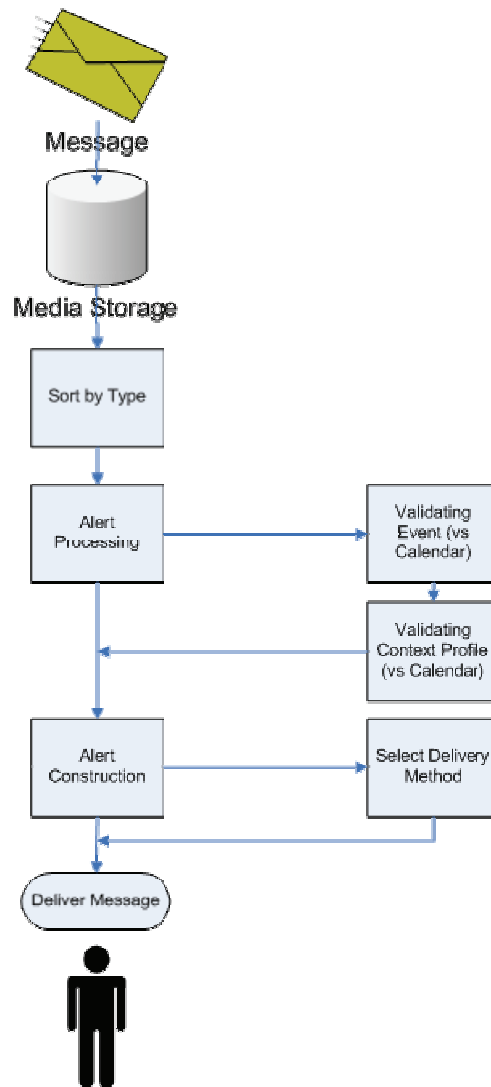 Message
Media Storage
Sort by Type
Alert
Processing
Validating
Event (vs
Calendar)
Validating
Context Profile
(vs Calendar)
Alert
Construction
Select Delivery
Method
Deliver Message